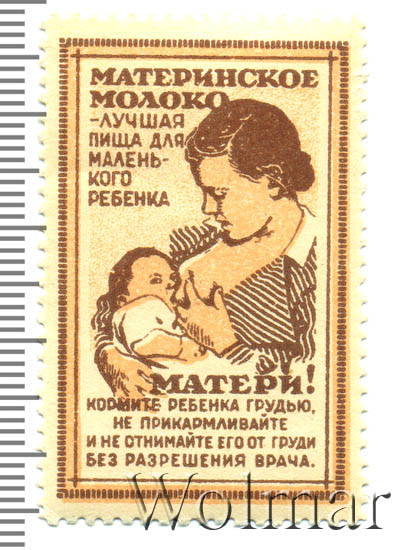 МАТЕРИНСКОЕ
МОЛОКО
-ЛУЧШАЯ
ПИЩА ДЛЯ
МАЛЕНЬ-
КОГО
РЕБЕНКА
МАТЕРИ!
КОРМИТЕ РЕБЕНКА ГРУДЬЮ,
НЕ ПРИКАРМЛИВАЙТЕ
И НЕ ОТНИМАЙТЕ ЕГО ОТ ГРУДИ
БЕЗ РАЗРЕШЕНИЯ ВРАЧА.
Wolmar